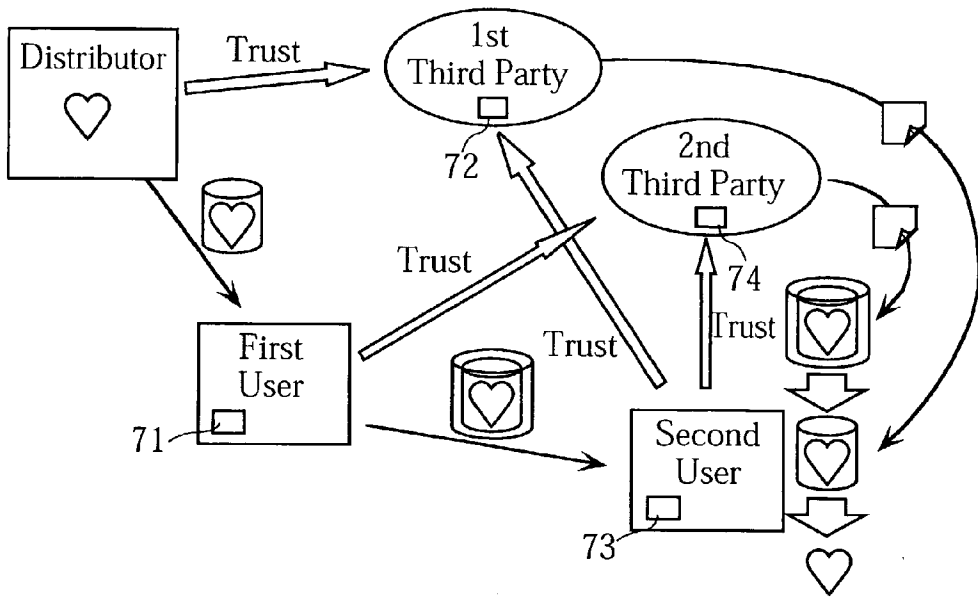 Distributor
Trust
1st
Third Party
72
2nd
Third Party
74
Trust
First
User
71
Trust
Trust
Second
User
73